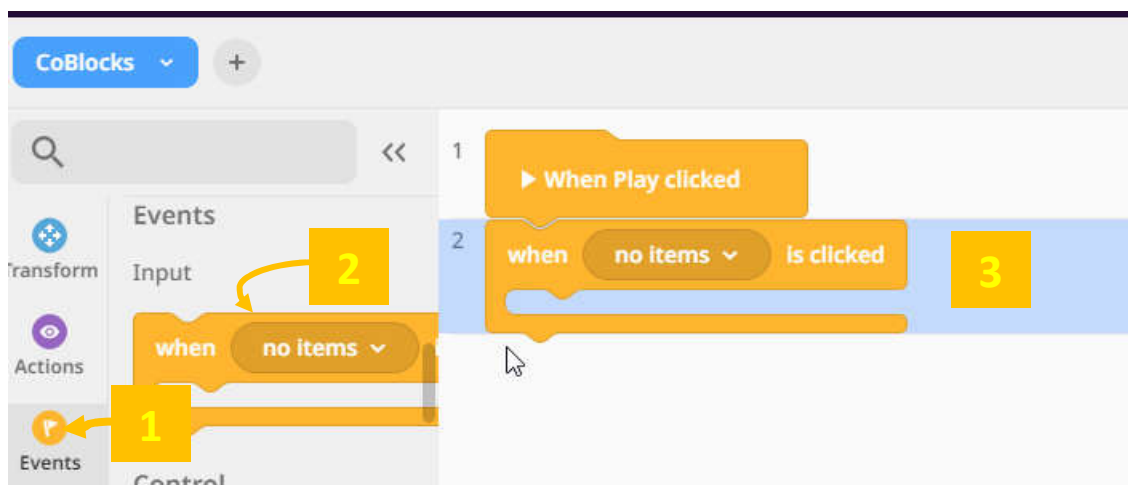 CoBlocks
+
Transform
Actions
Events
Events
Input
when no items
Control
1
2
3
1
When Play clicked
2
when no items is clicked